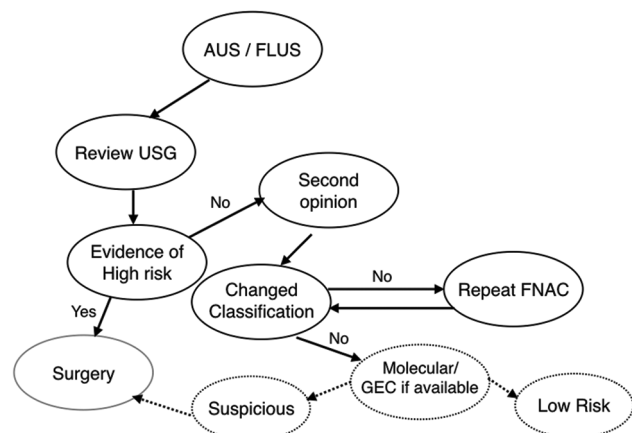 AUS / FLUS
Review USG
No
Second
opinion
Evidence of
High risk
No
Changed
Classification
Repeat FNAC
Yes
No
Surgery
Molecular/
GEC if available
Suspicious
Low Risk